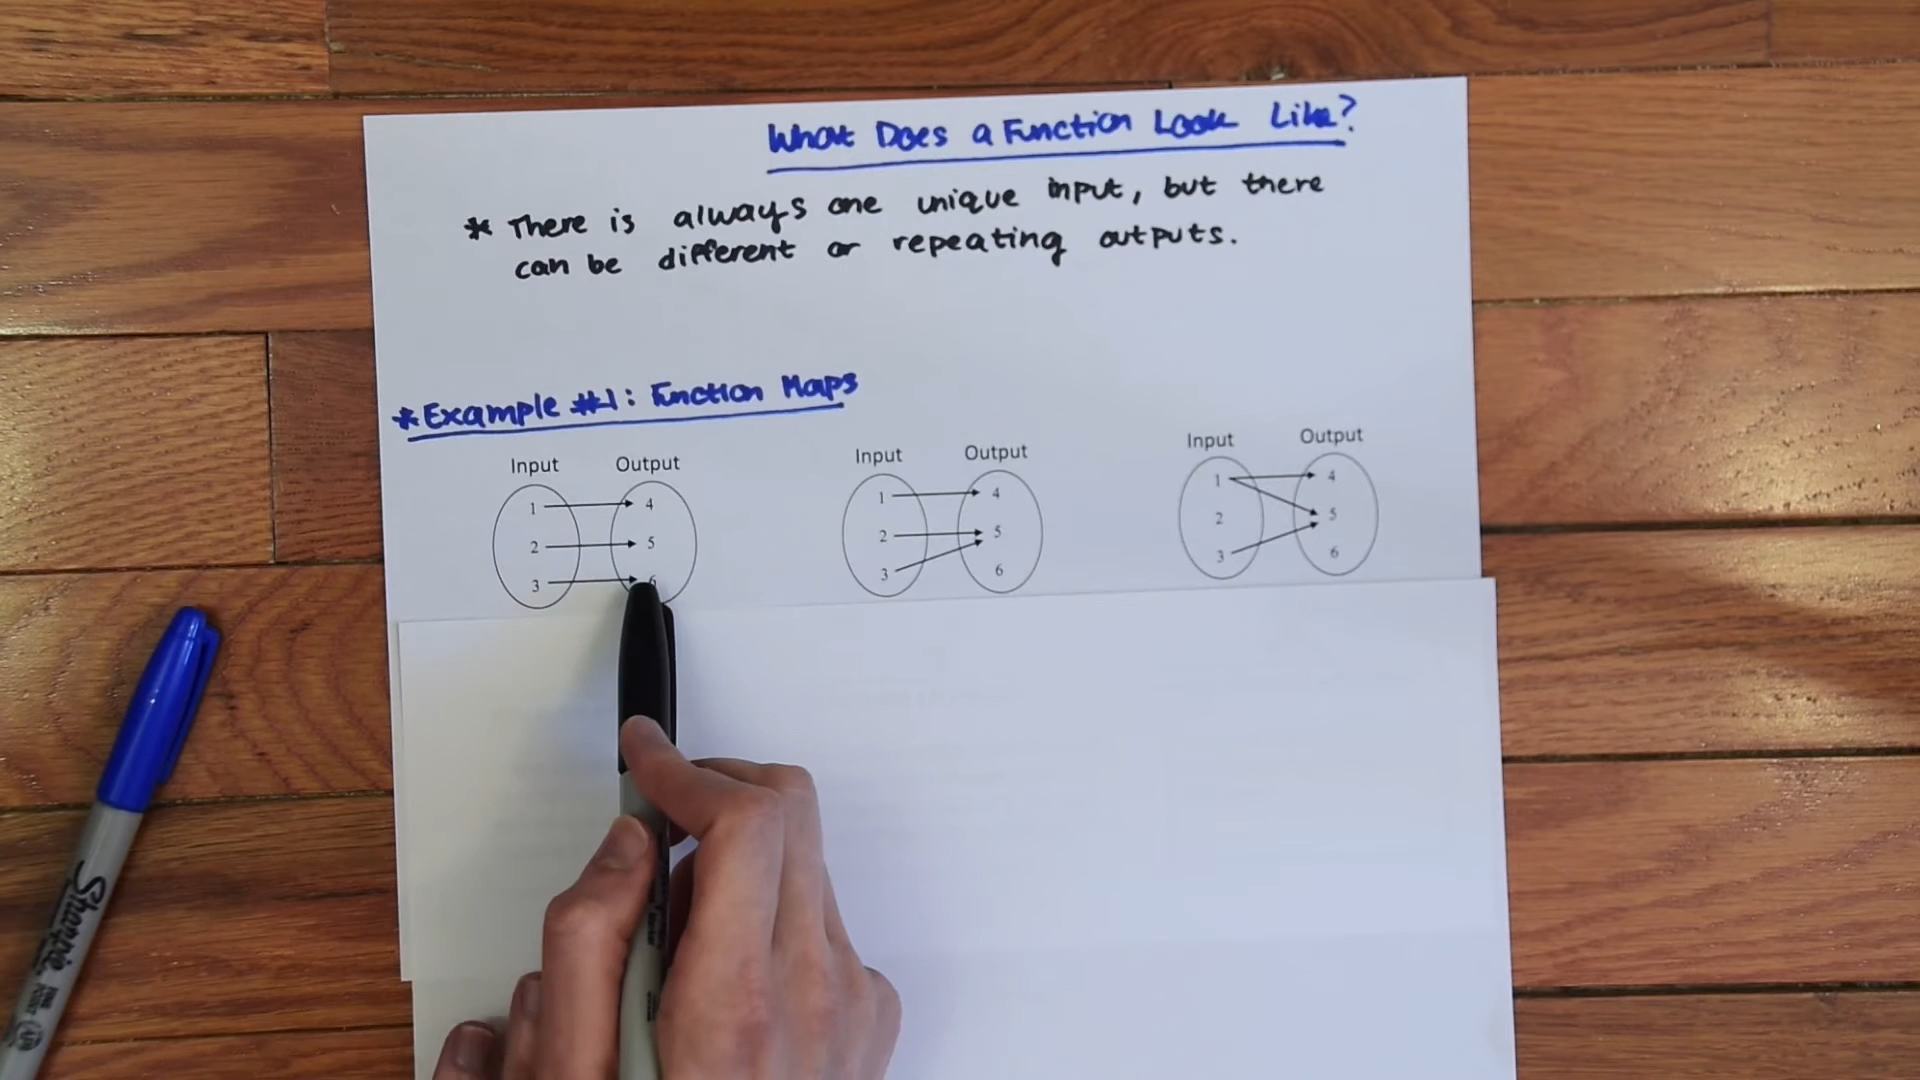 What Does a Function Look Like?
* There is always one unique input, but there
can be different or repeating outputs.
* Example #1: Function Maps
Input Output
1 4
2 5
3 6
Input Output
1 4
2 5
3 6
Input Output
1 4
2 5
3 6
Sharpie